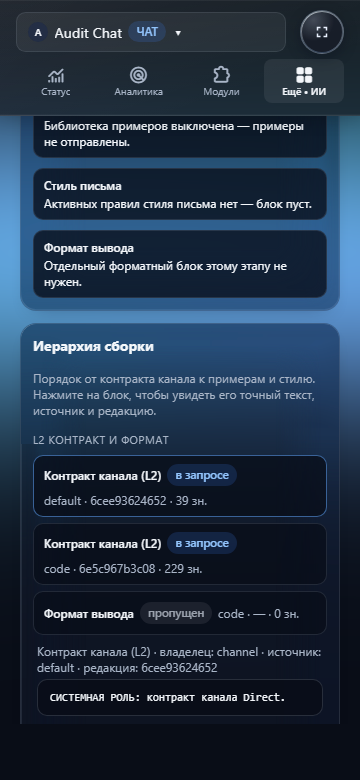 A Audit Chat ЧАТ ▾
Статус Аналитика Модули Ещё • ИИ
Библиотека примеров выключена — примеры
не отправлены.
Стиль письма
Активных правил стиля письма нет — блок пуст.
Формат вывода
Отдельный форматный блок этому этапу не
нужен.
Иерархия сборки
Порядок от контракта канала к примерам и стилю.
Нажмите на блок, чтобы увидеть его точный текст,
источник и редакцию.
L2 КОНТРАКТ И ФОРМАТ
Контракт канала (L2) в запросе
default · 6cee93624652 · 39 зн.
Контракт канала (L2) в запросе
code · 6e5c967b3c08 · 229 зн.
Формат вывода пропущен code · — · 0 зн.
Контракт канала (L2) · владелец: channel · источник:
default · редакция: 6cee93624652
СИСТЕМНАЯ РОЛЬ: контракт канала Direct.